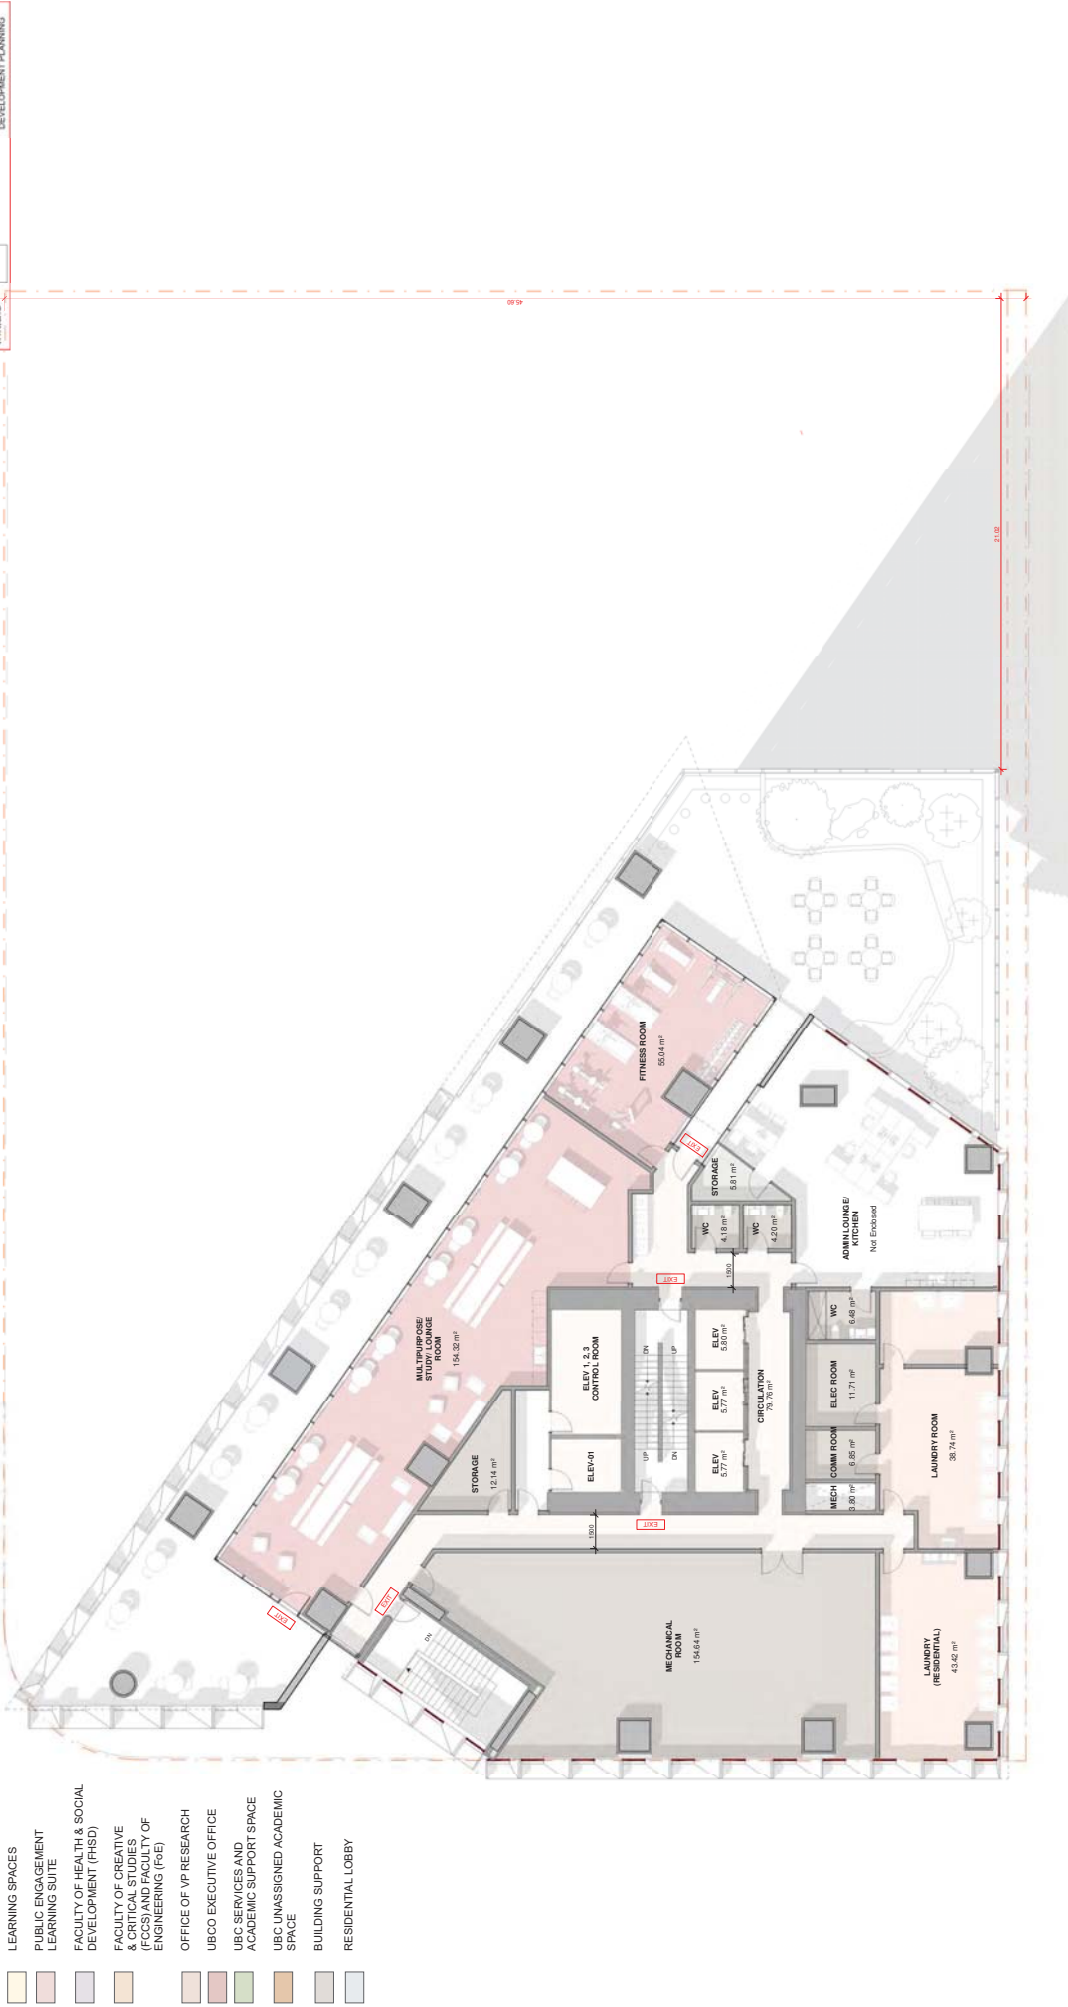 DEVELOPMENT PLANNING
45.60
21.02
FITNESS ROOM
55.04 m²
EXIT
MULTIPURPOSE/
STUDY/ LOUNGE
ROOM
154.32 m²
STORAGE
5.81 m²
WC
4.18 m²
WC
4.20 m²
1500
EXIT
ADMIN LOUNGE/
KITCHEN
Not Enclosed
ELEV 1, 2, 3
CONTROL ROOM
ELEV-01
DN
UP
UP
DN
ELEV
5.80 m²
ELEV
5.77 m²
ELEV
5.77 m²
CIRCULATION
79.76 m²
WC
6.48 m²
ELEC ROOM
11.71 m²
COMM ROOM
6.85 m²
MECH
3.80 m²
LAUNDRY ROOM
38.74 m²
STORAGE
12.14 m²
1500
EXIT
EXIT
EXIT
DN
MECHANICAL
ROOM
154.64 m²
LAUNDRY
(RESIDENTIAL)
43.42 m²
LEARNING SPACES
PUBLIC ENGAGEMENT
LEARNING SUITE
FACULTY OF HEALTH & SOCIAL
DEVELOPMENT (FHSD)
FACULTY OF CREATIVE
& CRITICAL STUDIES
(FCCS) AND FACULTY OF
ENGINEERING (FoE)
OFFICE OF VP RESEARCH
UBCO EXECUTIVE OFFICE
UBC SERVICES AND
ACADEMIC SUPPORT SPACE
UBC UNASSIGNED ACADEMIC
SPACE
BUILDING SUPPORT
RESIDENTIAL LOBBY